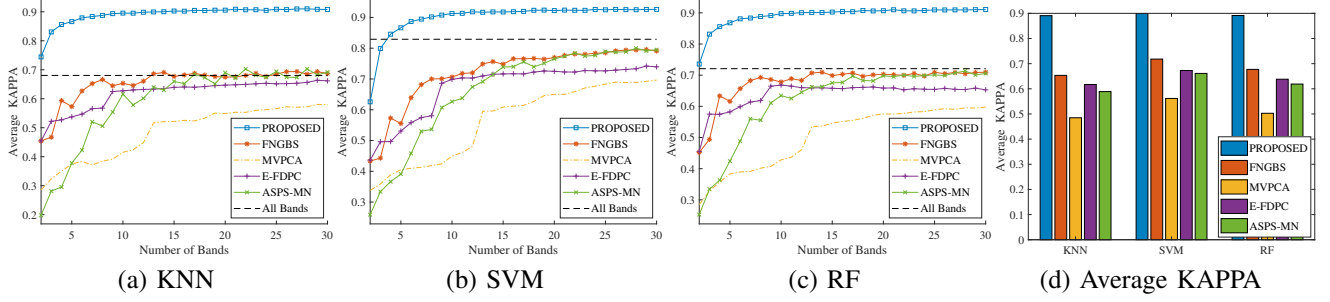 0.9
0.8
0.7
0.6
0.5
0.4
0.3
0.2
Average KAPPA
PROPOSED
FNGBS
MVPCA
E-FDPC
ASPS-MN
All Bands
5 10 15 20 25 30
Number of Bands
(a) KNN
0.9
0.8
0.7
0.6
0.5
0.4
0.3
Average KAPPA
PROPOSED
FNGBS
MVPCA
E-FDPC
ASPS-MN
All Bands
5 10 15 20 25 30
Number of Bands
(b) SVM
0.9
0.8
0.7
0.6
0.5
0.4
0.3
Average KAPPA
PROPOSED
FNGBS
MVPCA
E-FDPC
ASPS-MN
All Bands
5 10 15 20 25 30
Number of Bands
(c) RF
0.9
0.8
0.7
0.6
0.5
0.4
0.3
0.2
0.1
0
Average KAPPA
PROPOSED
FNGBS
MVPCA
E-FDPC
ASPS-MN
KNN SVM RF
(d) Average KAPPA